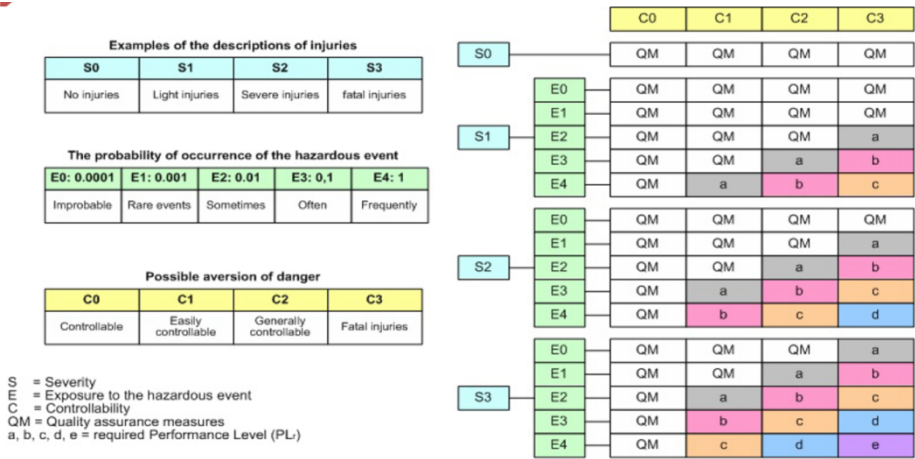 Examples of the descriptions of injuries
S0 S1 S2 S3
No injuries Light injuries Severe injuries fatal injuries
The probability of occurrence of the hazardous event
E0: 0.0001 E1: 0.001 E2: 0.01 E3: 0,1 E4: 1
Improbable Rare events Sometimes Often Frequently
Possible aversion of danger
C0 C1 C2 C3
Controllable Easily controllable Generally controllable Fatal injuries
S = Severity
E = Exposure to the hazardous event
C = Controllability
QM = Quality assurance measures
a, b, c, d, e = required Performance Level (PLr)
C0 C1 C2 C3
S0 QM QM QM QM
S1
E0 QM QM QM QM
E1 QM QM QM QM
E2 QM QM QM a
E3 QM QM a b
E4 QM a b c
S2
E0 QM QM QM QM
E1 QM QM QM a
E2 QM QM a b
E3 QM a b c
E4 QM b c d
S3
E0 QM QM QM a
E1 QM QM a b
E2 QM a b c
E3 QM b c d
E4 QM c d e